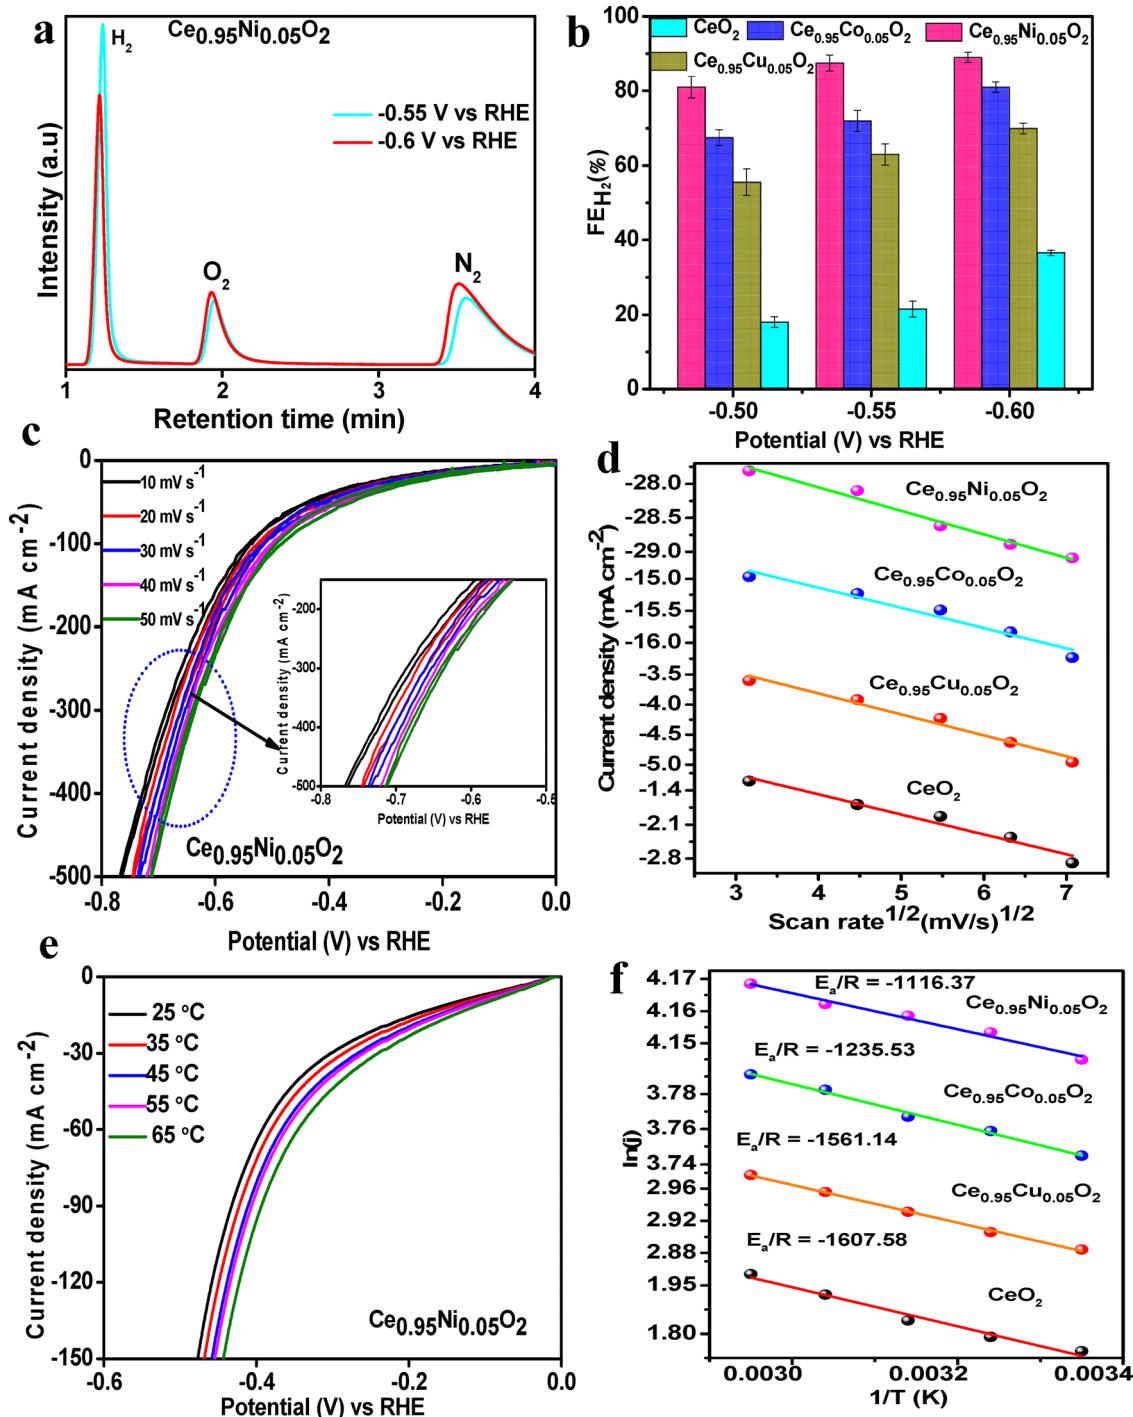 a
H2
Ce0.95Ni0.05O2
-0.55 V vs RHE
-0.6 V vs RHE
O2
N2
Intensity (a.u)
1 2 3 4
Retention time (min)
b
CeO2 Ce0.95Co0.05O2 Ce0.95Ni0.05O2
Ce0.95Cu0.05O2
FEH2(%)
100
80
60
40
20
0
-0.50 -0.55 -0.60
Potential (V) vs RHE
c
10 mV s-1
20 mV s-1
30 mV s-1
40 mV s-1
50 mV s-1
Current density (mA cm-2)
0
-100
-200
-300
-400
-500
-0.8 -0.6 -0.4 -0.2 0.0
Potential (V) vs RHE
Ce0.95Ni0.05O2
Current density (mA cm-2)
-200
-300
-400
-500
-0.8 -0.7 -0.6 -0.5
Potential (V) vs RHE
d
Ce0.95Ni0.05O2
Ce0.95Co0.05O2
Ce0.95Cu0.05O2
CeO2
Current density (mA cm-2)
-28.0
-28.5
-29.0
-15.0
-15.5
-16.0
-3.5
-4.0
-4.5
-5.0
-1.4
-2.1
-2.8
3 4 5 6 7
Scan rate1/2(mV/s)1/2
e
25 °C
35 °C
45 °C
55 °C
65 °C
Current density (mA cm-2)
0
-30
-60
-90
-120
-150
-0.6 -0.4 -0.2 0.0
Potential (V) vs RHE
Ce0.95Ni0.05O2
f
Ea/R = -1116.37
Ce0.95Ni0.05O2
Ea/R = -1235.53
Ce0.95Co0.05O2
Ea/R = -1561.14
Ce0.95Cu0.05O2
Ea/R = -1607.58
CeO2
ln(j)
4.17
4.16
4.15
3.78
3.76
3.74
2.96
2.92
2.88
1.95
1.80
0.0030 0.0032 0.0034
1/T (K)